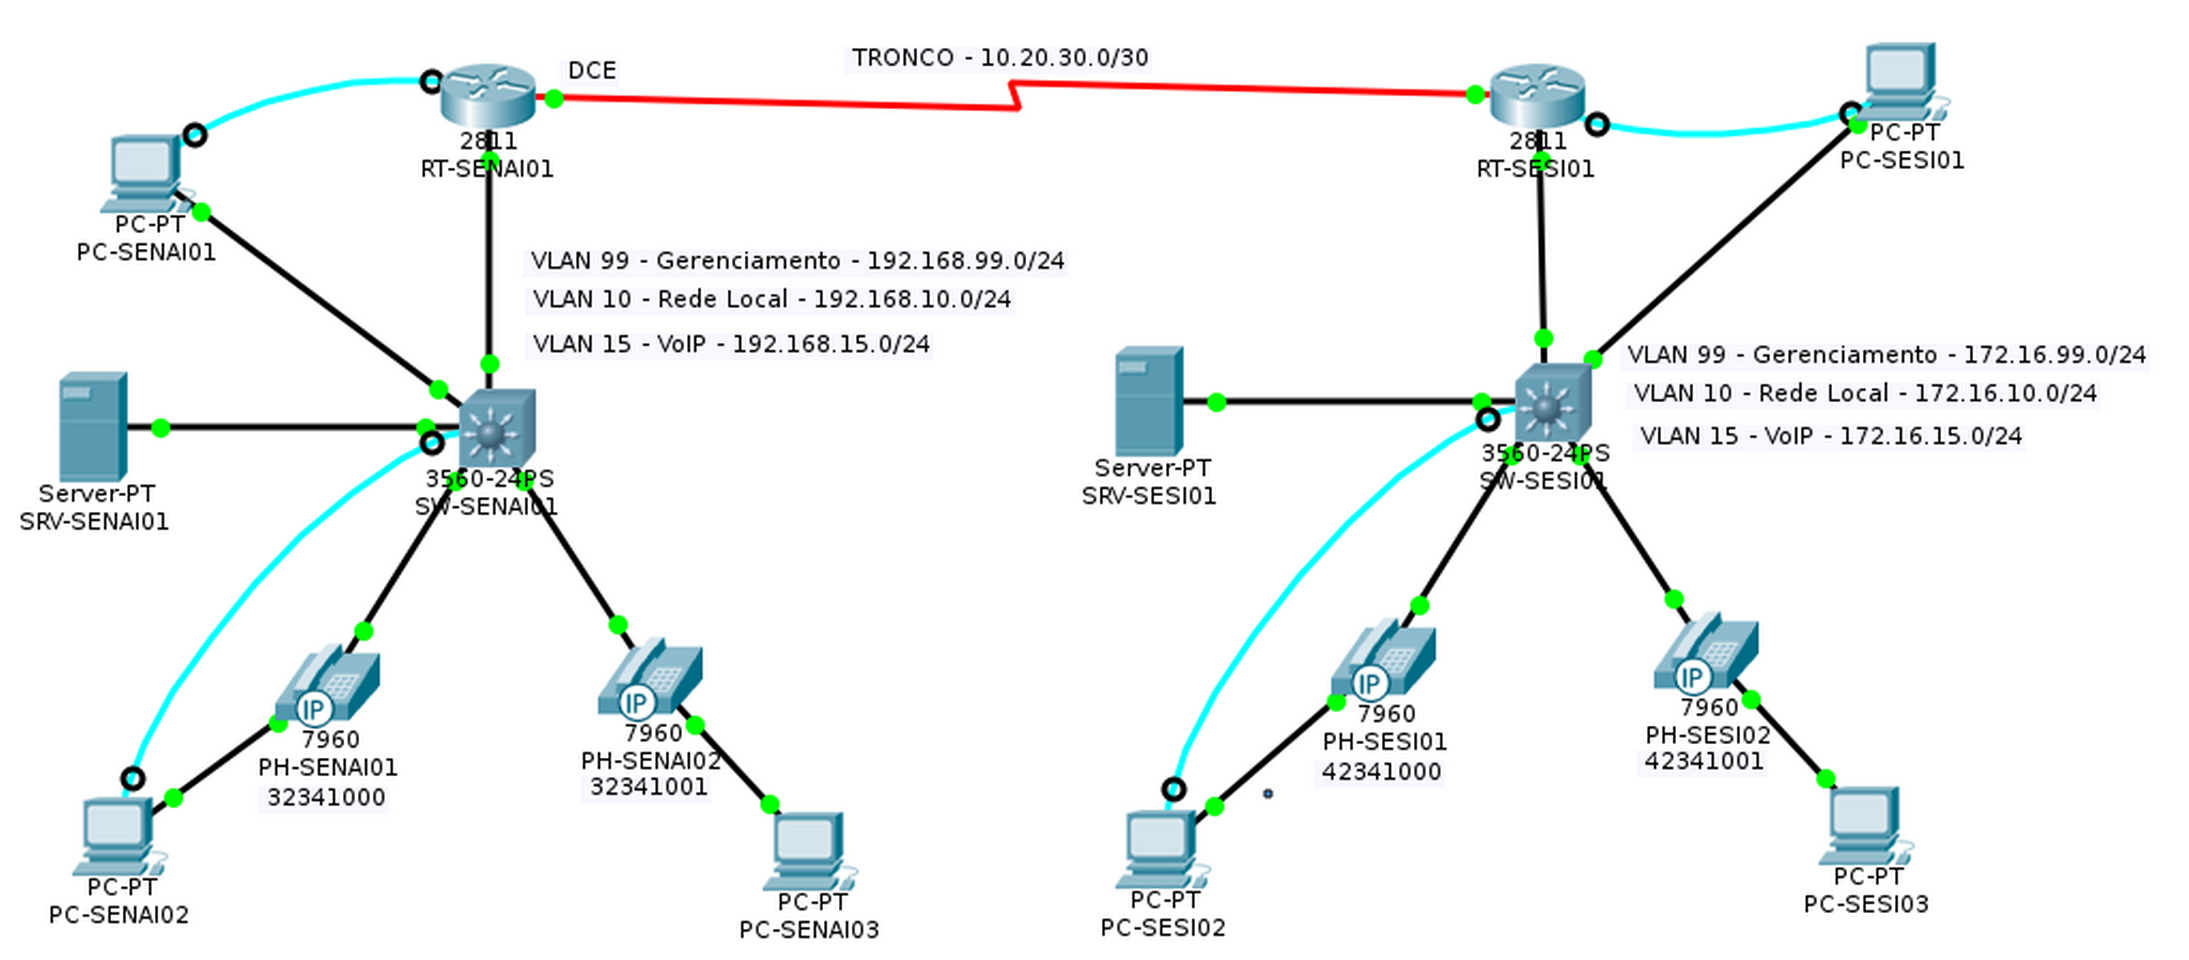 TRONCO - 10.20.30.0/30
DCE
2811
RT-SENAI01
PC-PT
PC-SENAI01
VLAN 99 - Gerenciamento - 192.168.99.0/24
VLAN 10 - Rede Local - 192.168.10.0/24
VLAN 15 - VoIP - 192.168.15.0/24
Server-PT
SRV-SENAI01
3560-24PS
SW-SENAI01
IP
7960
PH-SENAI01
32341000
IP
7960
PH-SENAI02
32341001
PC-PT
PC-SENAI02
PC-PT
PC-SENAI03
2811
RT-SESI01
PC-PT
PC-SESI01
VLAN 99 - Gerenciamento - 172.16.99.0/24
VLAN 10 - Rede Local - 172.16.10.0/24
VLAN 15 - VoIP - 172.16.15.0/24
Server-PT
SRV-SESI01
3560-24PS
SW-SESI01
IP
7960
PH-SESI01
42341000
IP
7960
PH-SESI02
42341001
PC-PT
PC-SESI02
PC-PT
PC-SESI03